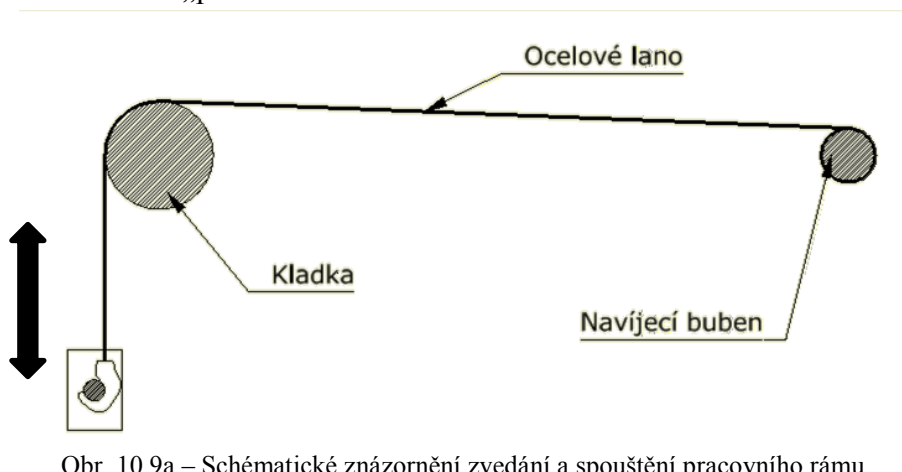 Ocelové lano
Kladka
Navíjecí buben
Obr. 10.9a – Schématické znázornění zvedání a spouštění pracovního rámu